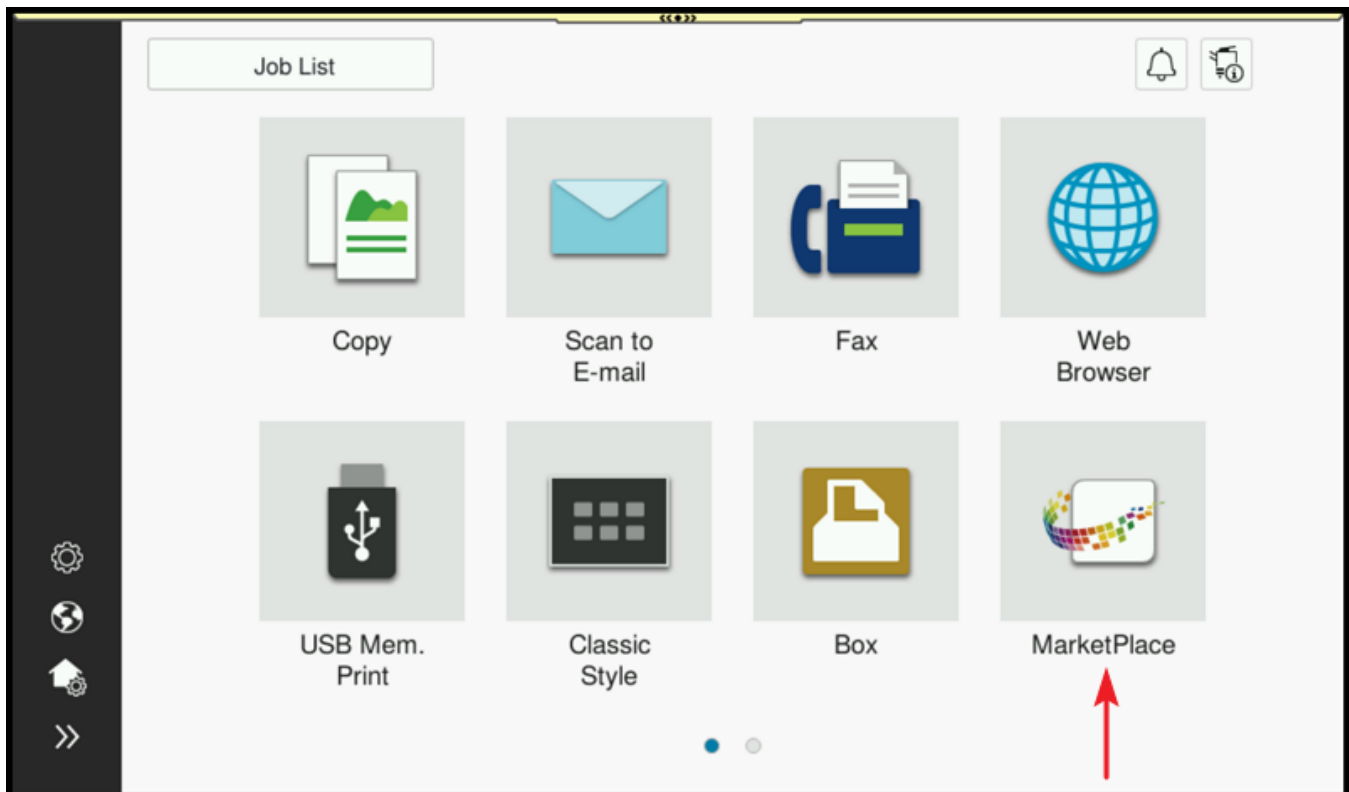 Job List
Copy
Scan to
E-mail
Fax
Web
Browser
USB Mem.
Print
Classic
Style
Box
MarketPlace